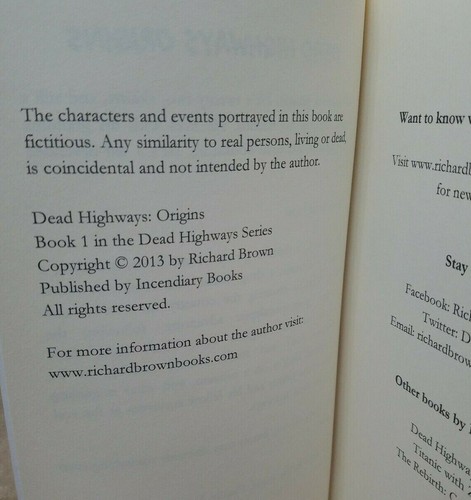 The characters and events portrayed in this book are
fictitious. Any similarity to real persons, living or dead,
is coincidental and not intended by the author.
Dead Highways: Origins
Book 1 in the Dead Highways Series
Copyright © 2013 by Richard Brown
Published by Incendiary Books
All rights reserved.
For more information about the author visit:
www.richardbrownbooks.com
Want to know
Visit www.richard
for new
Stay
Facebook:
Twitter:
Email: richardbrow
Other books by
Dead
Titanic with
The Rebirth: